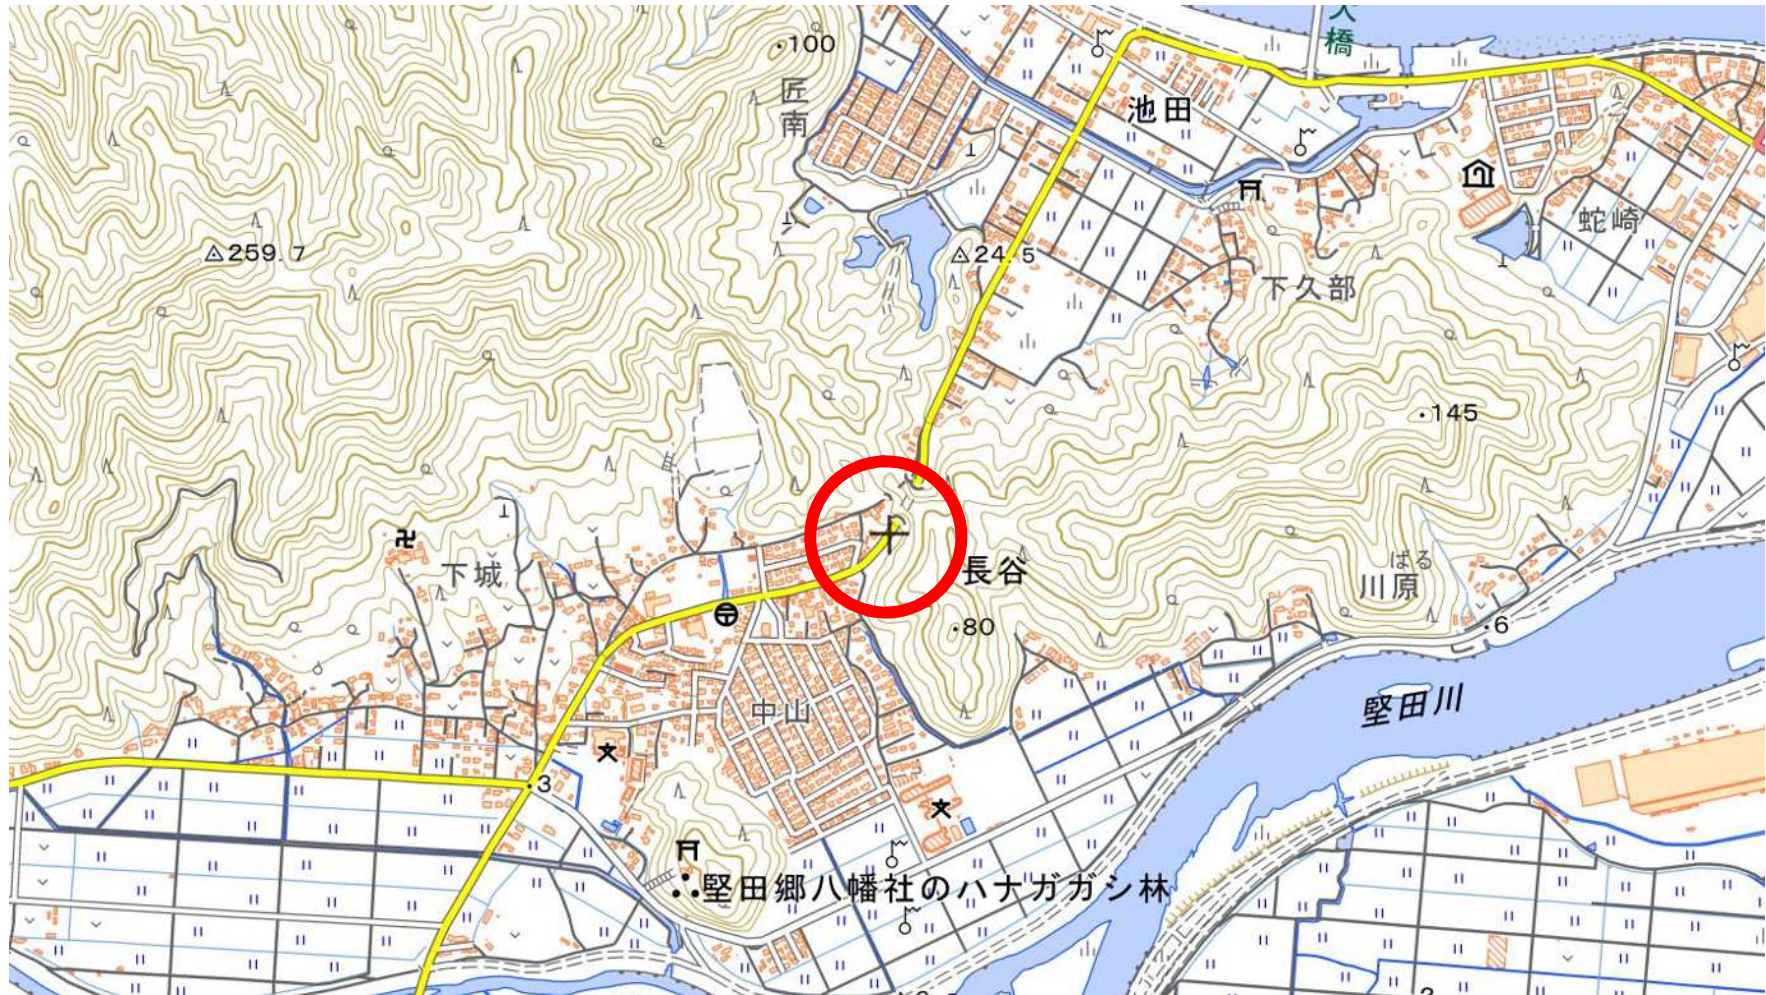 大橋
100
匠南
池田
蛇崎
259.7
24.5
下久部
145
下城
長谷
ばる
川原
80
6
堅田川
中山
3
堅田郷八幡社のハナガガシ林